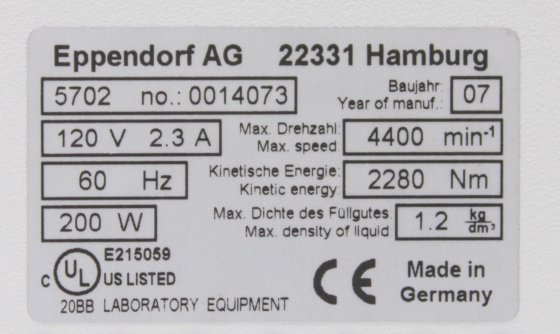 Eppendorf AG 22331 Hamburg
5702 no.: 0014073 Baujahr: Year of manuf.: 07
120 V 2.3 A Max. Drehzahl: Max. speed 4400 min⁻¹
60 Hz Kinetische Energie: Kinetic energy: 2280 Nm
200 W Max. Dichte des Füllgutes Max. density of liquid 1.2 kg/dm³
c UL E215059 US LISTED CE Made in Germany
20BB LABORATORY EQUIPMENT